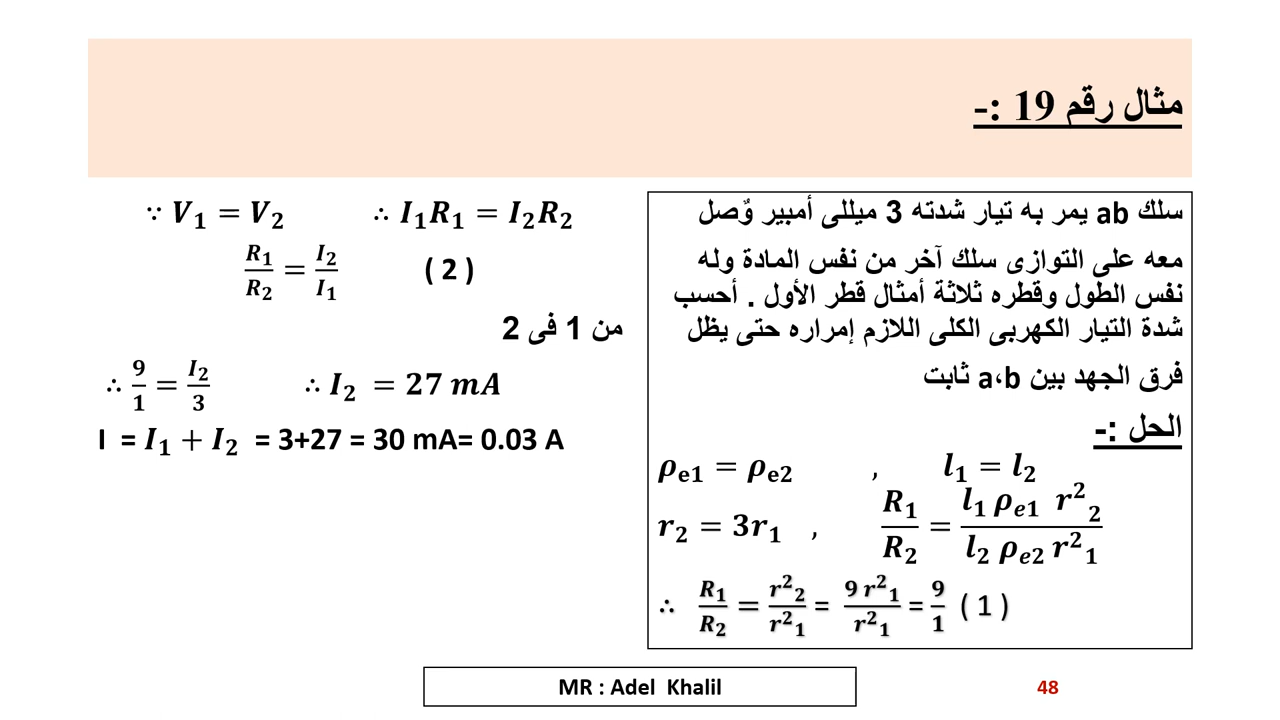 مثال رقم 19 :-
سلك ab يمر به تيار شدته 3 ميللى أمبير وٌصل
معه على التوازى سلك آخر من نفس المادة وله
نفس الطول وقطره ثلاثة أمثال قطر الأول . أحسب
شدة التيار الكهربى الكلى اللازم إمراره حتى يظل
فرق الجهد بين a،b ثابت
الحل :-
ρe1 = ρe2 , l1 = l2
r2 = 3r1 , R1/R2 = l1 ρe1 r²2 / l2 ρe2 r²1
∴ R1/R2 = r²2/r²1 = 9 r²1/r²1 = 9/1 ( 1 )
∵ V1 = V2 ∴ I1R1 = I2R2
R1/R2 = I2/I1 ( 2 )
من 1 فى 2
∴ 9/1 = I2/3 ∴ I2 = 27 mA
I = I1 + I2 = 3+27 = 30 mA= 0.03 A
MR : Adel Khalil
48